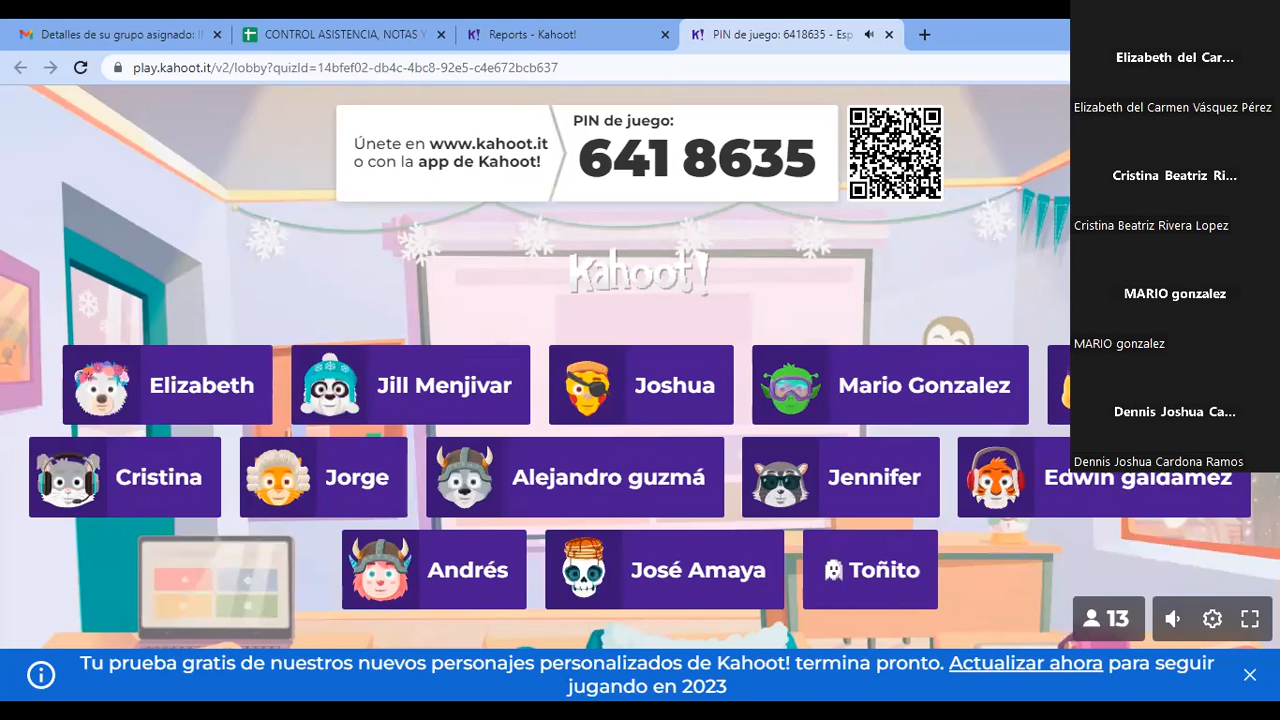 Detalles de su grupo asignado: I
CONTROL ASISTENCIA, NOTAS Y
Reports - Kahoot!
PIN de juego: 6418635 - Esp
play.kahoot.it/v2/lobby?quizId=14bfef02-db4c-4bc8-92e5-c4e672bcb637
Únete en www.kahoot.it
o con la app de Kahoot!
PIN de juego:
641 8635
Kahoot!
Elizabeth
Jill Menjivar
Joshua
Mario Gonzalez
Cristina
Jorge
Alejandro guzmá
Jennifer
Edwin galdamez
Andrés
José Amaya
Toñito
13
Tu prueba gratis de nuestros nuevos personajes personalizados de Kahoot! termina pronto. Actualizar ahora para seguir
jugando en 2023
Elizabeth del Car...
Elizabeth del Carmen Vásquez Pérez
Cristina Beatriz Ri...
Cristina Beatriz Rivera Lopez
MARIO gonzalez
MARIO gonzalez
Dennis Joshua Ca...
Dennis Joshua Cardona Ramos